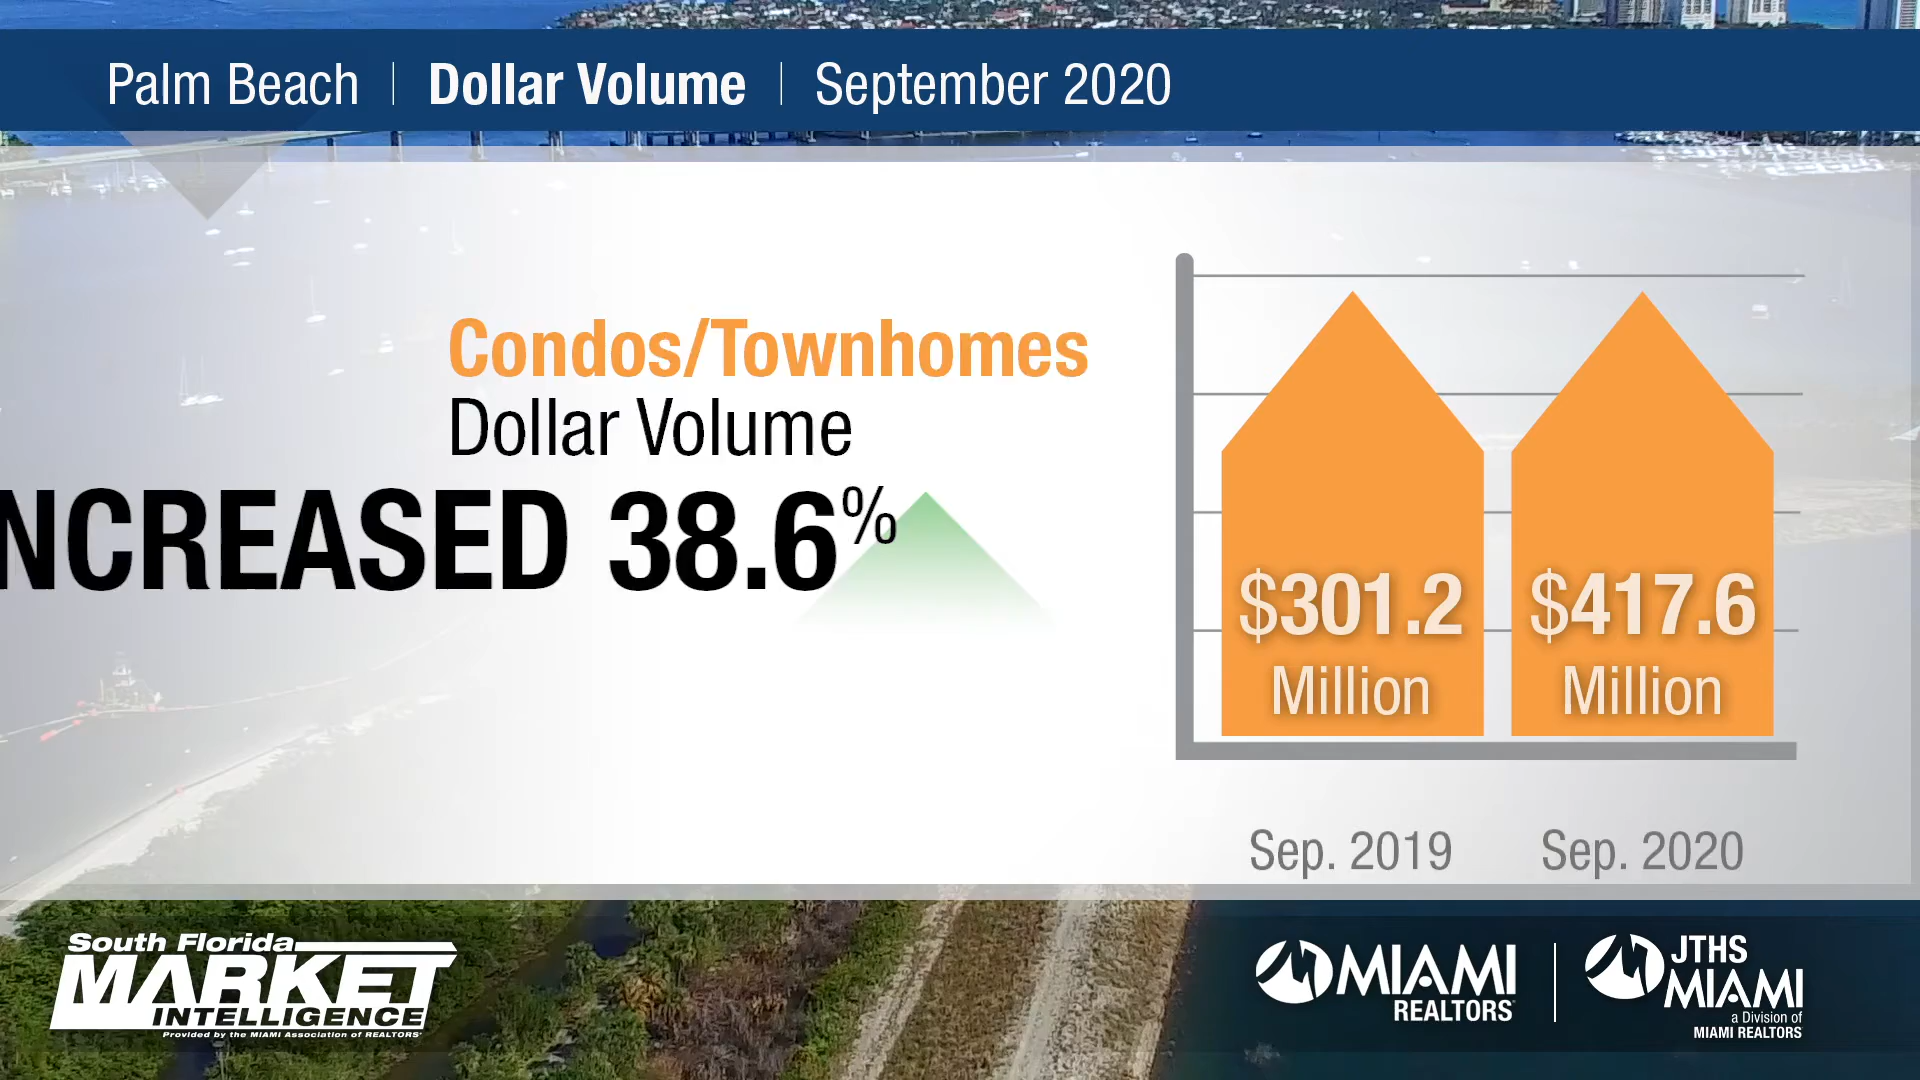 Palm Beach | Dollar Volume | September 2020
Condos/Townhomes
Dollar Volume
NCREASED 38.6%
$301.2
Million
$417.6
Million
Sep. 2019
Sep. 2020
South Florida
MARKET
INTELLIGENCE
Provided by the MIAMI Association of REALTORS®
MIAMI
REALTORS®
JTHS
MIAMI
a Division of
MIAMI REALTORS